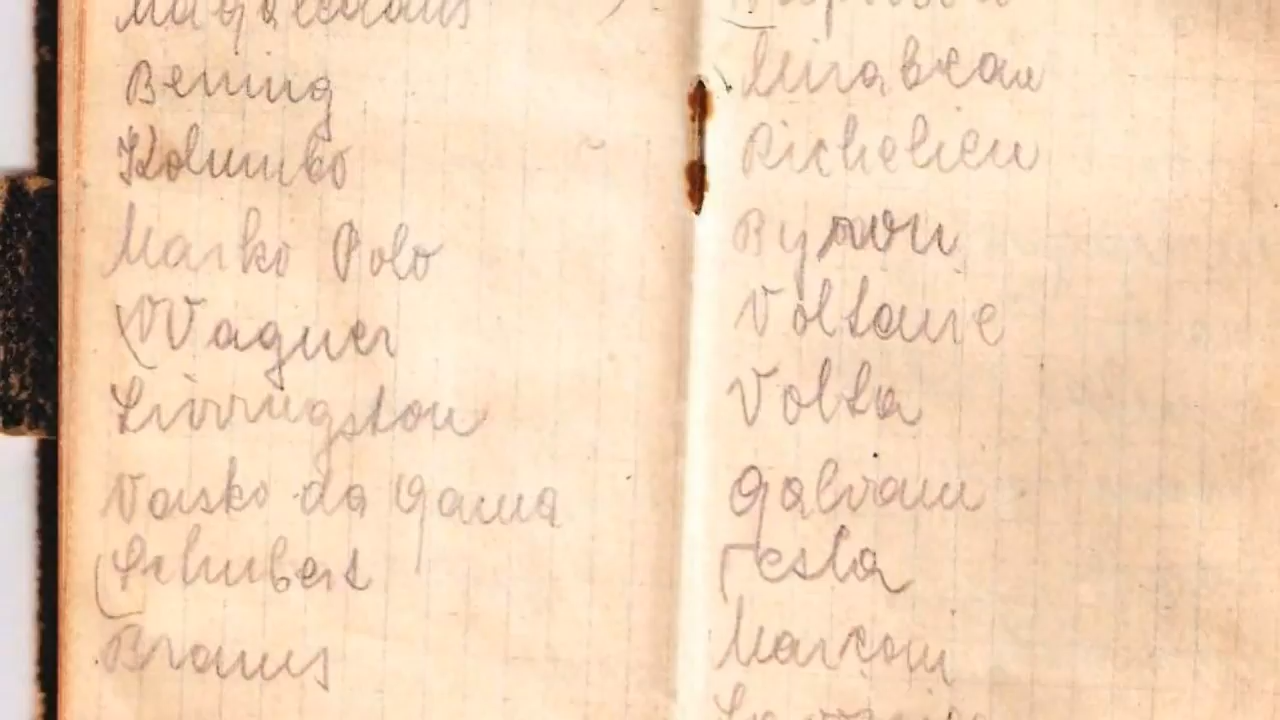 Magjelaans
Bering
Kolumbo
Marko Polo
Wagner
Livingston
Vasko da Gama
Schubert
Brams
Mirabeau
Richelieu
Byron
Voltaire
Volta
Galvani
Tesla
Marconi